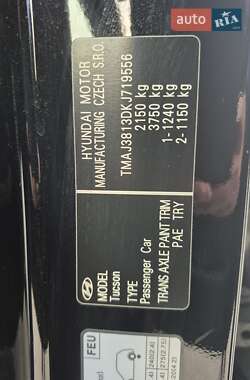 auto RIA .com
HYUNDAI MOTOR
MANUFACTURING CZECH S.R.O.
TMAJ3813DKJ719556
2150 kg
3750 kg
1-1240 kg
2-1150 kg
MODEL
Tucson
TYPE
Passenger Car
TRANS AXLE PAINT TRIM
PAE TRY
FEU